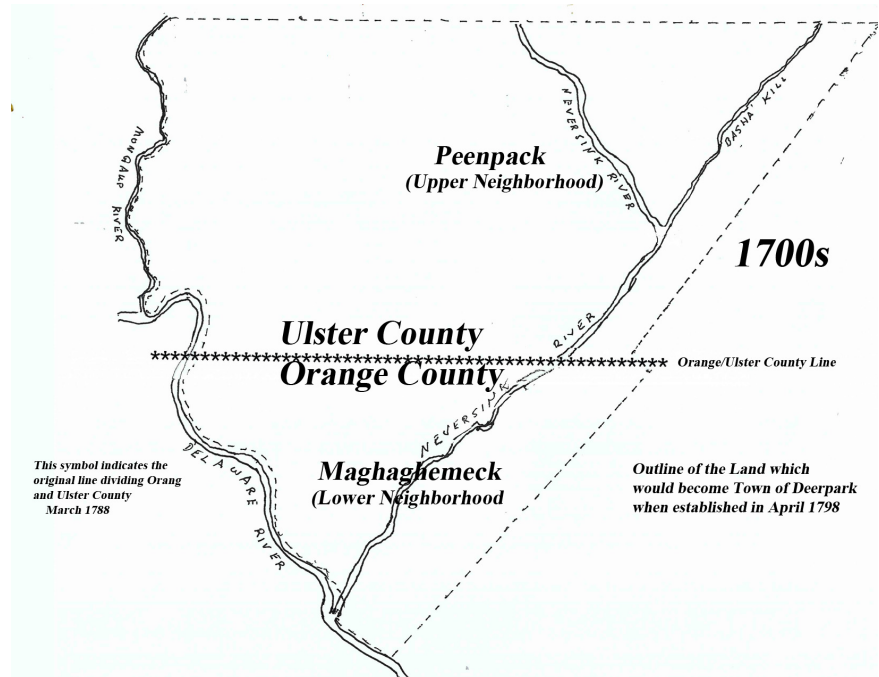 MONGAUP RIVER
NEVERSINK RIVER
BASHA' KILL
Peenpack
(Upper Neighborhood)
1700s
Ulster County
RIVER
Orange/Ulster County Line
Orange County
NEVERSINK
This symbol indicates the
original line dividing Orang
and Ulster County
March 1788
DELAWARE RIVER
Maghaghemeck
(Lower Neighborhood
Outline of the Land which
would become Town of Deerpark
when established in April 1798